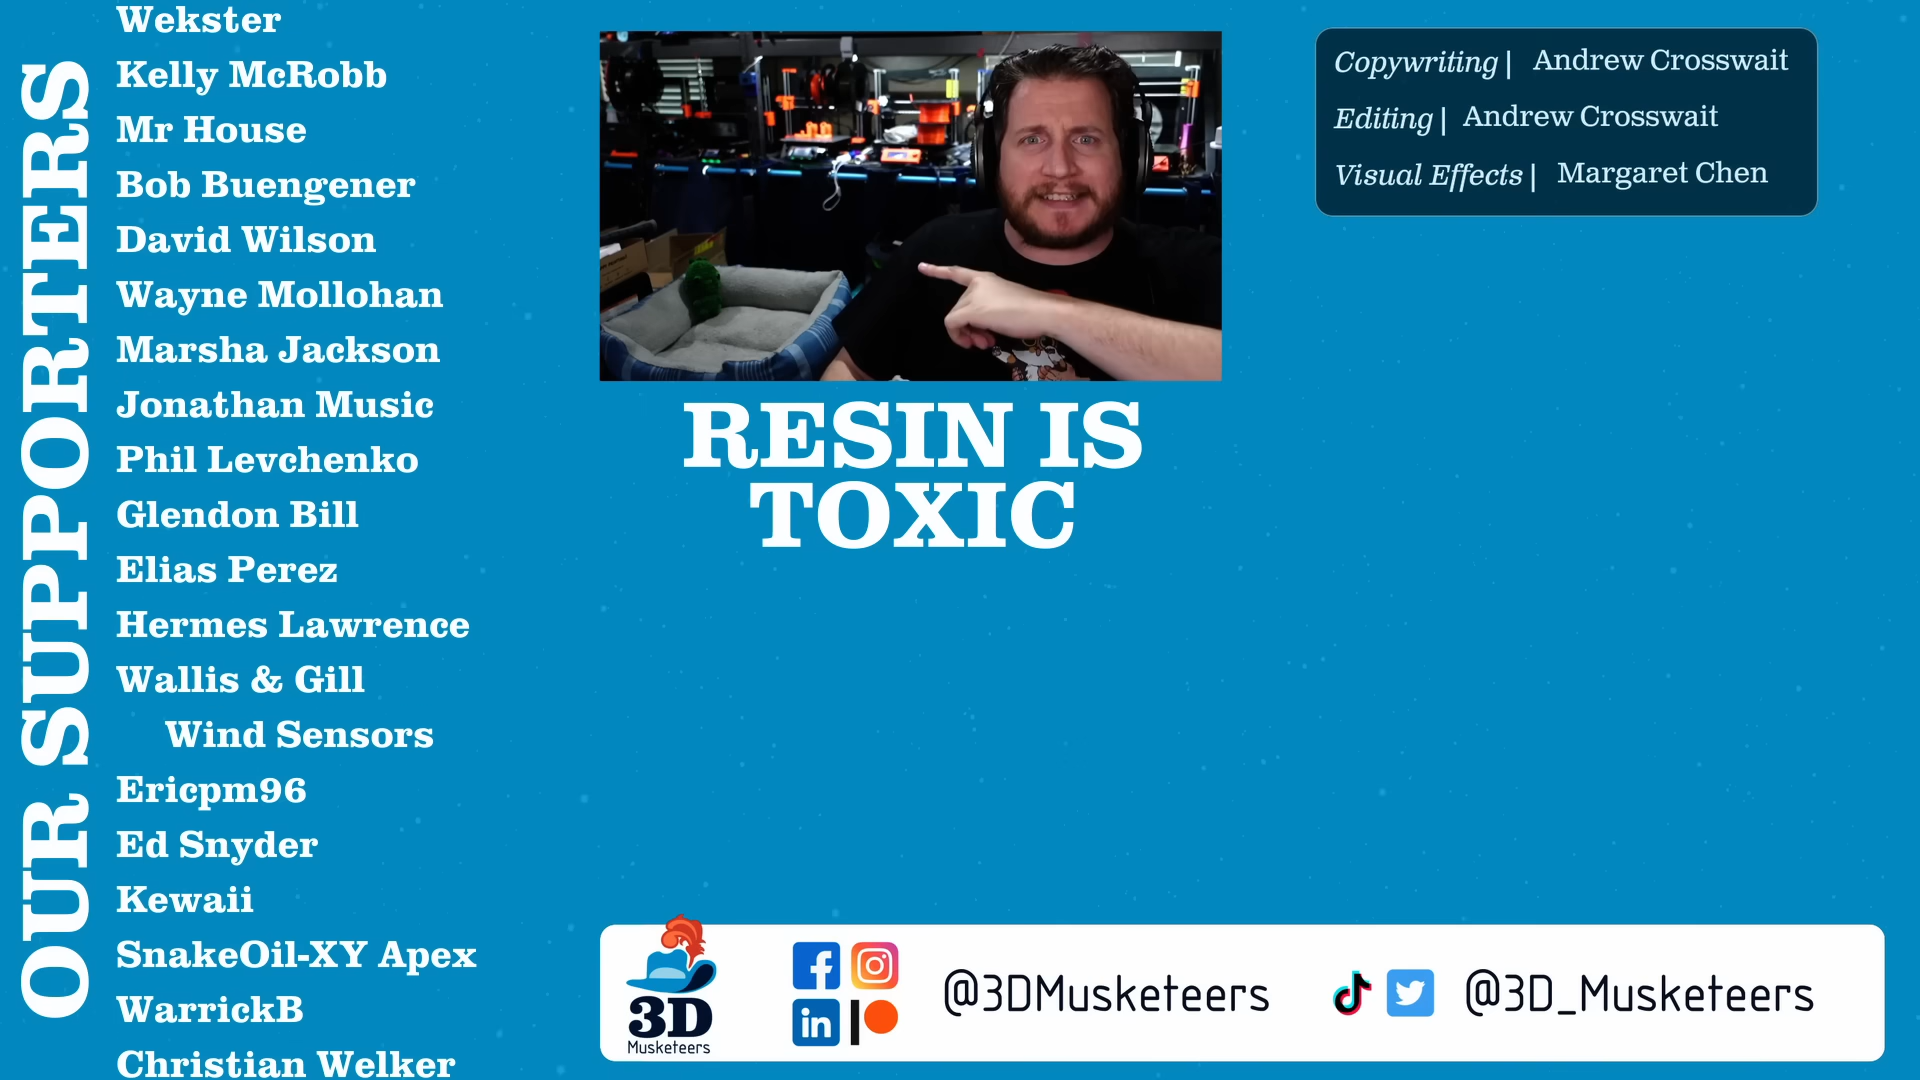 OUR SUPPORTERS
Wekster
Kelly McRobb
Mr House
Bob Buengener
David Wilson
Wayne Mollohan
Marsha Jackson
Jonathan Music
Phil Levchenko
Glendon Bill
Elias Perez
Hermes Lawrence
Wallis & Gill
Wind Sensors
Ericpm96
Ed Snyder
Kewaii
SnakeOil-XY Apex
WarrickB
Christian Welker
RESIN IS
TOXIC
Copywriting | Andrew Crosswait
Editing | Andrew Crosswait
Visual Effects | Margaret Chen
3D
Musketeers
@3DMusketeers
@3D_Musketeers